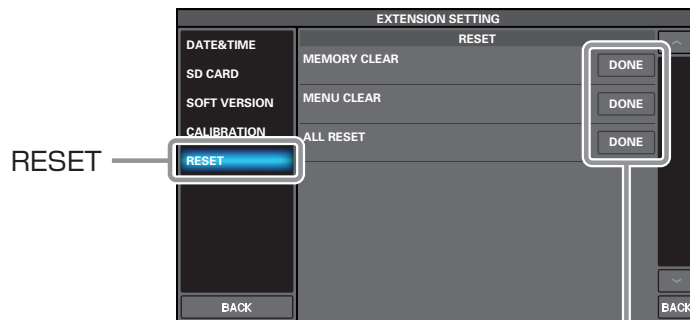 EXTENSION SETTING
DATE&TIME
SD CARD
SOFT VERSION
CALIBRATION
RESET
RESET
BACK
RESET
MEMORY CLEAR DONE
MENU CLEAR DONE
ALL RESET DONE
BACK